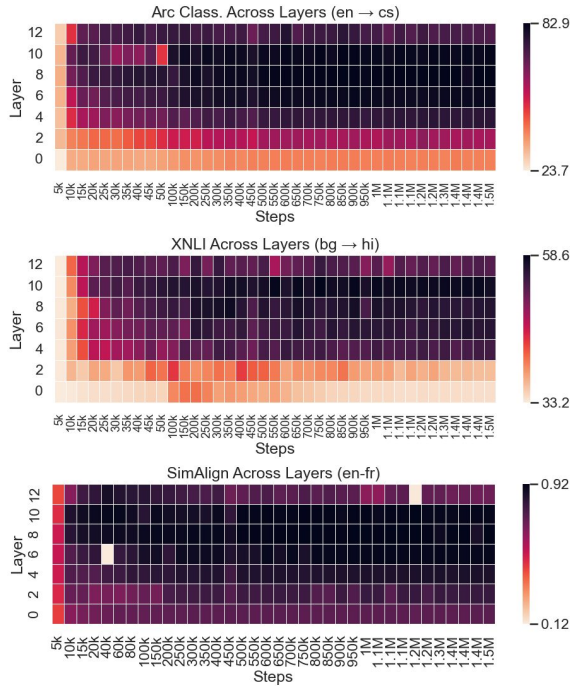 Arc Class. Across Layers (en → cs)
12
10
8
6
4
2
0
Layer
82.9
23.7
5k 10k 15k 20k 25k 30k 35k 40k 45k 50k 100k 150k 200k 250k 300k 350k 400k 450k 500k 550k 600k 650k 700k 750k 800k 850k 900k 950k 1M 1.1M 1.1M 1.1M 1.2M 1.2M 1.3M 1.4M 1.4M 1.4M 1.5M
Steps
XNLI Across Layers (bg → hi)
12
10
8
6
4
2
0
Layer
58.6
33.2
5k 10k 15k 20k 25k 30k 35k 40k 45k 50k 100k 150k 200k 250k 300k 350k 400k 450k 500k 550k 600k 650k 700k 750k 800k 850k 900k 950k 1M 1.1M 1.1M 1.1M 1.2M 1.2M 1.3M 1.4M 1.4M 1.4M 1.5M
Steps
SimAlign Across Layers (en-fr)
12
10
8
6
4
2
0
Layer
0.92
0.12
5k 10k 15k 20k 40k 60k 80k 100k 150k 200k 250k 300k 350k 400k 450k 500k 550k 600k 650k 700k 750k 800k 850k 900k 950k 1M 1.1M 1.1M 1.1M 1.2M 1.2M 1.3M 1.4M 1.4M 1.4M 1.5M
Steps